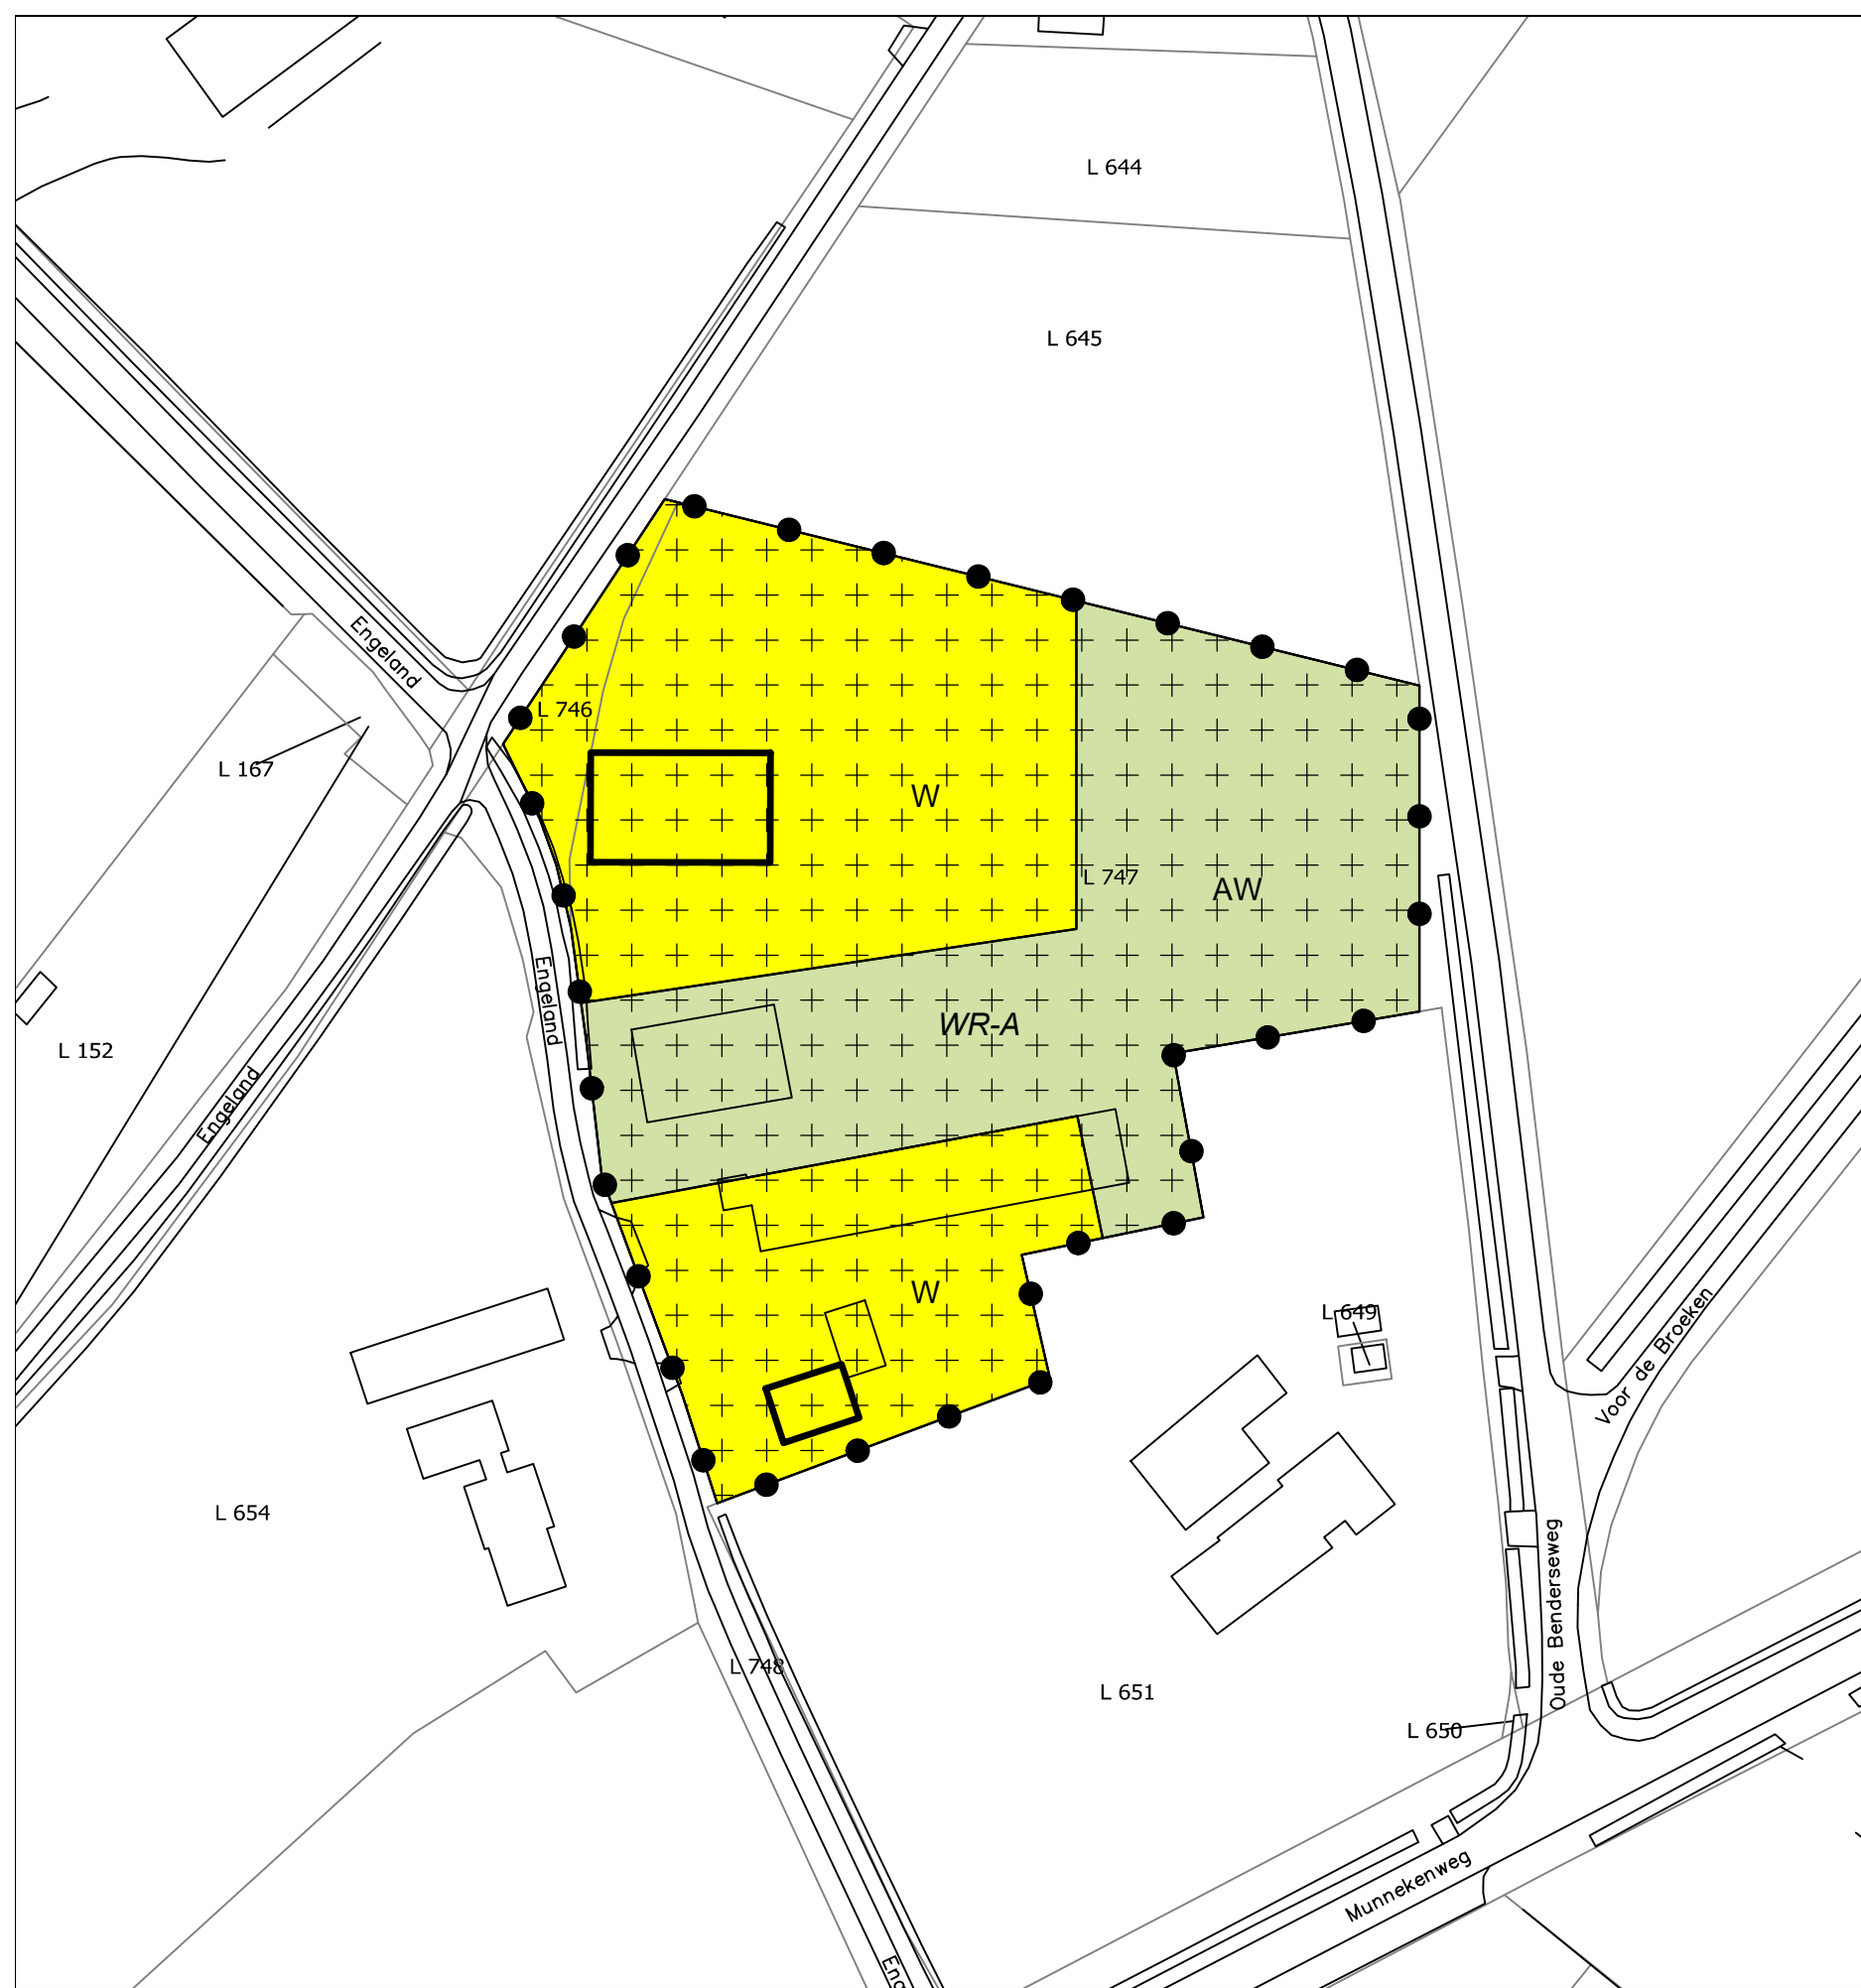 L 644
L 645
Engeland
L 746
L 167
W
L 747
AW
Engeland
WR-A
L 152
Engeland
W
L 649
Voor de Broeken
L 654
Oude Benderseweg
L 748
L 651
L 650
Munnekenweg
Eng